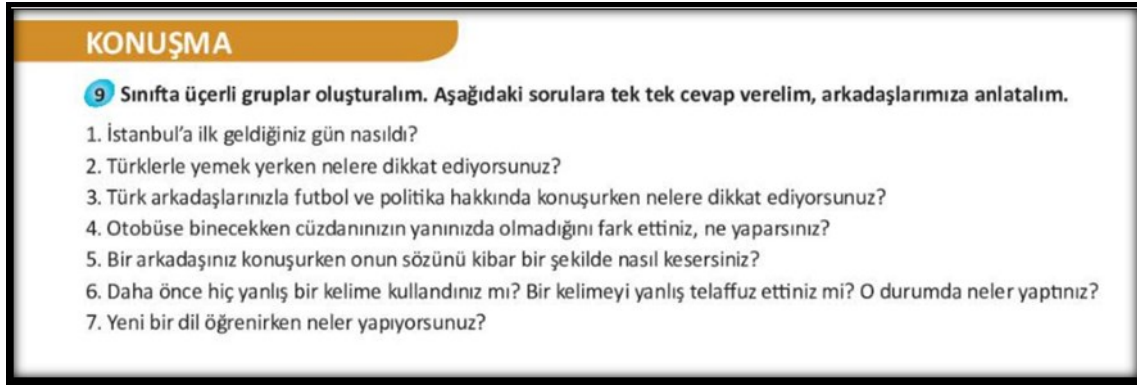 KONUŞMA
9 Sınıfta üçerli gruplar oluşturalım. Aşağıdaki sorulara tek tek cevap verelim, arkadaşlarımıza anlatalım.
1. İstanbul'a ilk geldiğiniz gün nasıldı?
2. Türklerle yemek yerken nelere dikkat ediyorsunuz?
3. Türk arkadaşlarınızla futbol ve politika hakkında konuşurken nelere dikkat ediyorsunuz?
4. Otobüse binecekken cüzdanınızın yanınızda olmadığını fark ettiniz, ne yaparsınız?
5. Bir arkadaşınız konuşurken onun sözünü kibar bir şekilde nasıl kesersiniz?
6. Daha önce hiç yanlış bir kelime kullandınız mı? Bir kelimeyi yanlış telaffuz ettiniz mi? O durumda neler yaptınız?
7. Yeni bir dil öğrenirken neler yapıyorsunuz?